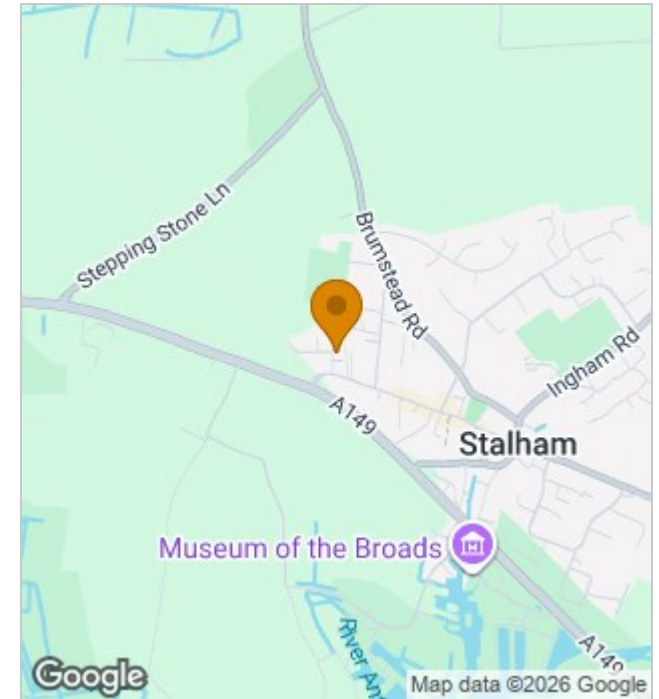 Stepping Stone Ln
Brumstead Rd
Ingham Rd
A149
Stalham
Museum of the Broads
A149
River An
Google
Map data ©2026 Google